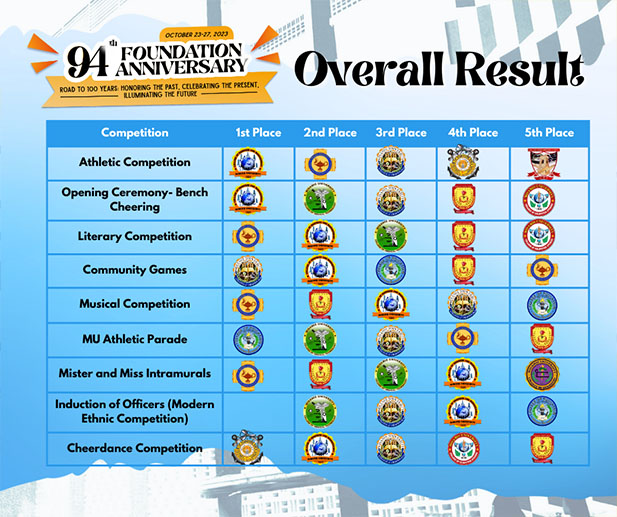 OCTOBER 23-27, 2023
94th FOUNDATION
ANNIVERSARY
ROAD TO 100 YEARS: HONORING THE PAST, CELEBRATING THE PRESENT,
ILLUMINATING THE FUTURE
Overall Result
Competition 1st Place 2nd Place 3rd Place 4th Place 5th Place
Athletic Competition
Opening Ceremony- Bench
Cheering
Literary Competition
Community Games
Musical Competition
MU Athletic Parade
Mister and Miss Intramurals
Induction of Officers (Modern
Ethnic Competition)
Cheerdance Competition